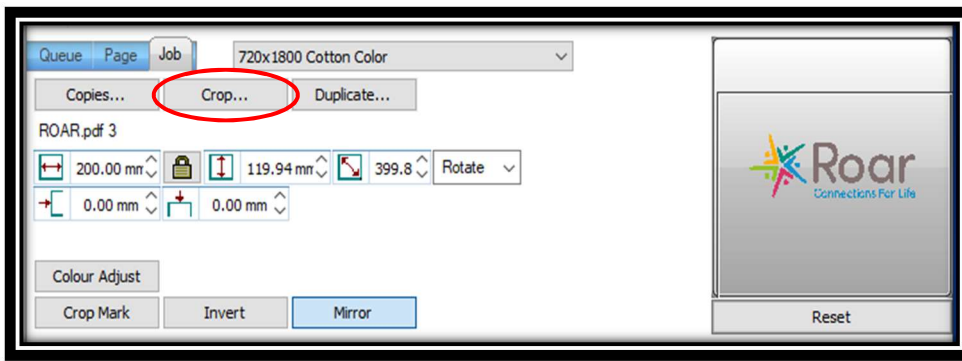 Queue Page Job 720x1800 Cotton Color
Copies... Crop... Duplicate...
ROAR.pdf 3
200.00 mm 119.94 mm 399.8 Rotate
0.00 mm 0.00 mm
Roar
Connections For Life
Colour Adjust
Crop Mark Invert Mirror
Reset